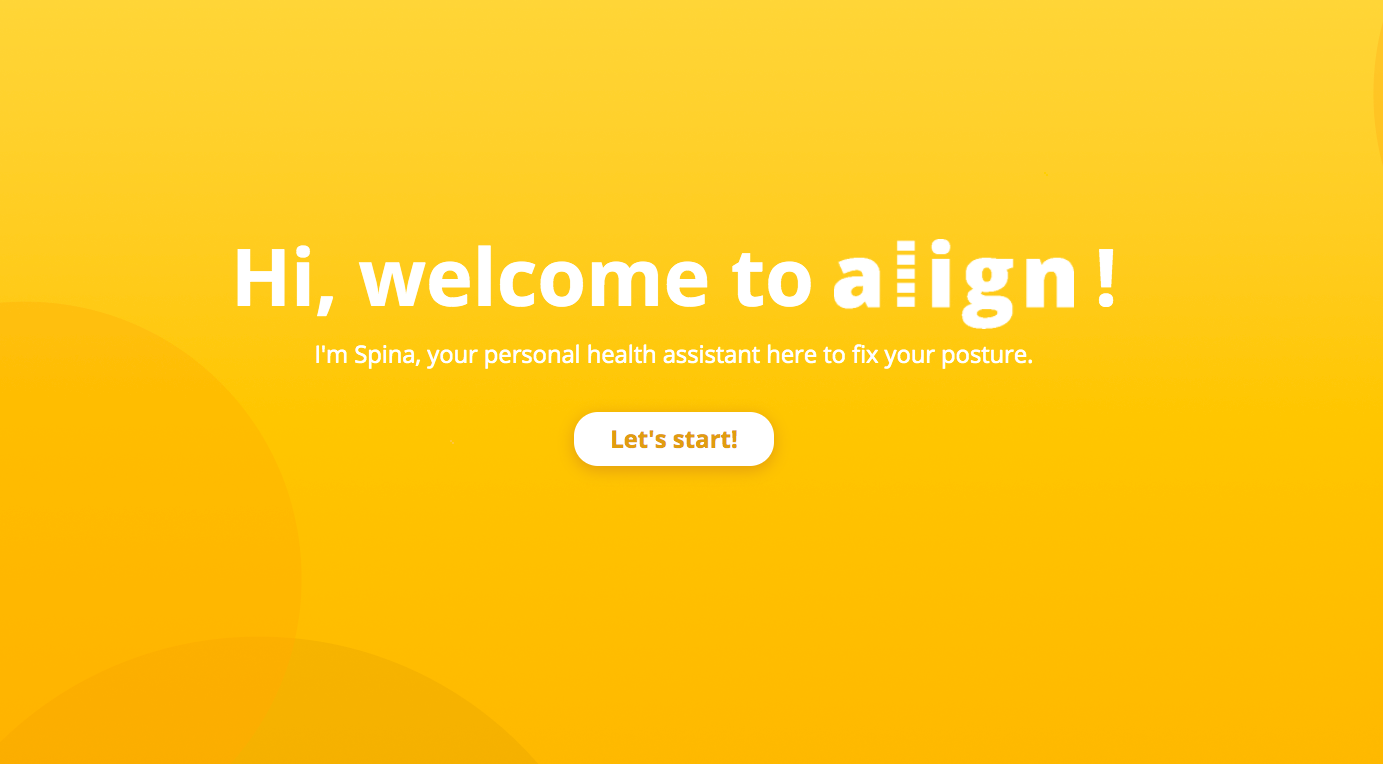 Hi, welcome to align!
I'm Spina, your personal health assistant here to fix your posture.
Let's start!